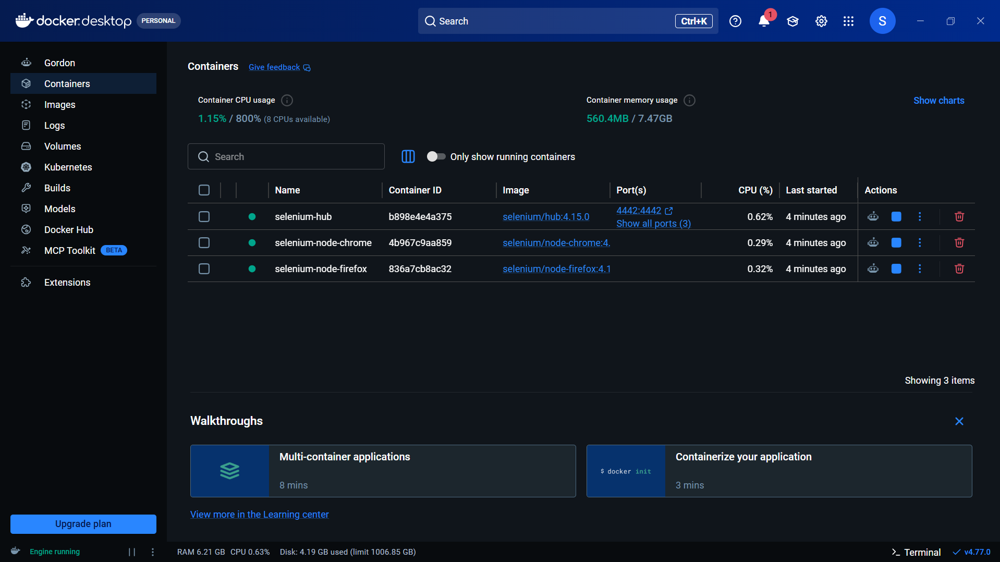 docker.desktop PERSONAL
Search Ctrl+K
1
S
Gordon
Containers
Images
Logs
Volumes
Kubernetes
Builds
Models
Docker Hub
MCP Toolkit BETA
Extensions
Upgrade plan
Engine running
Containers Give feedback
Container CPU usage
1.15% / 800% (8 CPUs available)
Container memory usage
560.4MB / 7.47GB
Show charts
Search
Only show running containers
Name Container ID Image Port(s) CPU (%) Last started Actions
selenium-hub b898e4e4a375 selenium/hub:4.15.0 4442:4442 0.62% 4 minutes ago
Show all ports (3)
selenium-node-chrome 4b967c9aa859 selenium/node-chrome:4. 0.29% 4 minutes ago
selenium-node-firefox 836a7cb8ac32 selenium/node-firefox:4.1 0.32% 4 minutes ago
Showing 3 items
Walkthroughs
Multi-container applications
8 mins
$ docker init
Containerize your application
3 mins
View more in the Learning center
RAM 6.21 GB CPU 0.63% Disk: 4.19 GB used (limit 1006.85 GB)
Terminal
v4.77.0